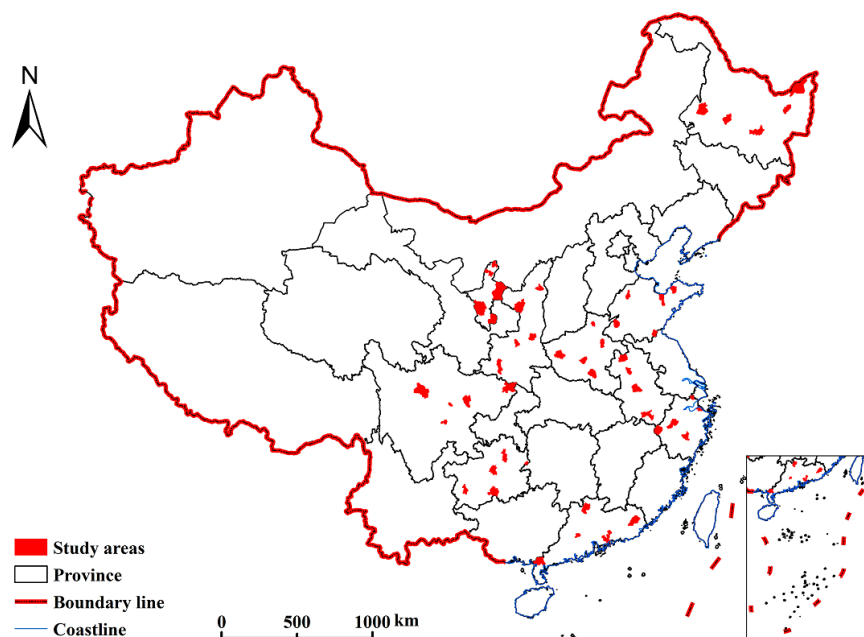 N
Study areas
Province
Boundary line
Coastline
0 500 1000 km